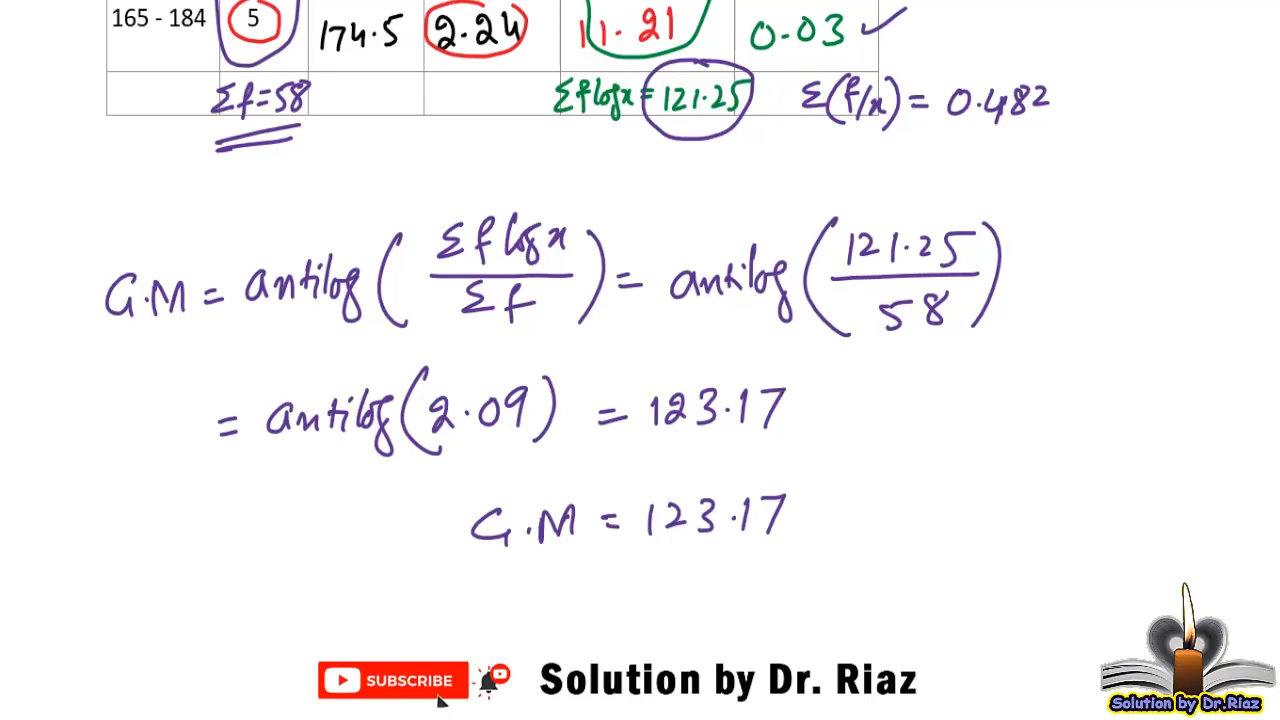 165 - 184 5 174.5 2.24 11.21 0.03 ✓
Σf=58 Σflogx = 121.25 Σ(f/x) = 0.482
G.M = antilog( Σf logx / Σf ) = antilog( 121.25 / 58 )
= antilog(2.09) = 123.17
G.M = 123.17
SUBSCRIBE Solution by Dr. Riaz
Solution by Dr.Riaz